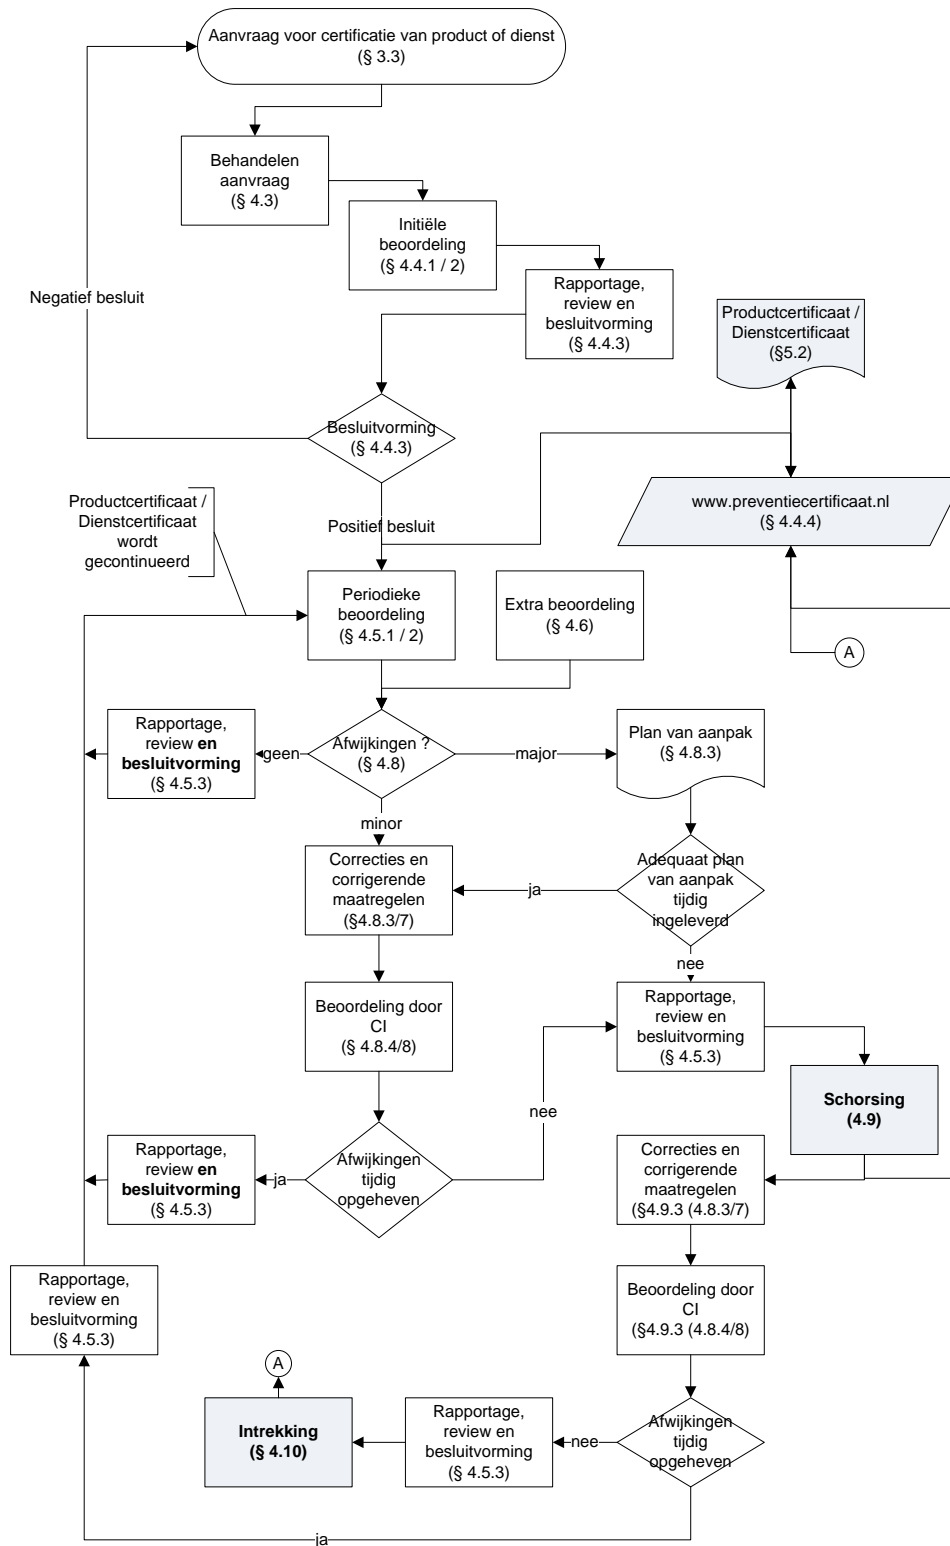 Aanvraag voor certificatie van product of dienst
(§ 3.3)
Behandelen
aanvraag
(§ 4.3)
Initiële
beoordeling
(§ 4.4.1 / 2)
Negatief besluit
Rapportage,
review en
besluitvorming
(§ 4.4.3)
Productcertificaat /
Dienstcertificaat
(§5.2)
Besluitvorming
(§ 4.4.3)
Productcertificaat /
Dienstcertificaat
wordt
gecontinueerd
www.preventiecertificaat.nl
(§ 4.4.4)
Positief besluit
Periodieke
beoordeling
(§ 4.5.1 / 2)
Extra beoordeling
(§ 4.6)
A
Rapportage,
review en
besluitvorming
(§ 4.5.3)
geen
Afwijkingen ?
(§ 4.8)
major
Plan van aanpak
(§ 4.8.3)
minor
Correcties en
corrigerende
maatregelen
(§4.8.3/7)
ja
Adequaat plan
van aanpak
tijdig
ingeleverd
nee
Beoordeling door
CI
(§ 4.8.4/8)
Rapportage,
review en
besluitvorming
(§ 4.5.3)
Schorsing
(4.9)
nee
Rapportage,
review en
besluitvorming
(§ 4.5.3)
ja
Afwijkingen
tijdig
opgeheven
Correcties en
corrigerende
maatregelen
(§4.9.3 (4.8.3/7)
Rapportage,
review en
besluitvorming
(§ 4.5.3)
Beoordeling door
CI
(§4.9.3 (4.8.4/8)
A
Intrekking
(§ 4.10)
Rapportage,
review en
besluitvorming
(§ 4.5.3)
nee
Afwijkingen
tijdig
opgeheven
ja